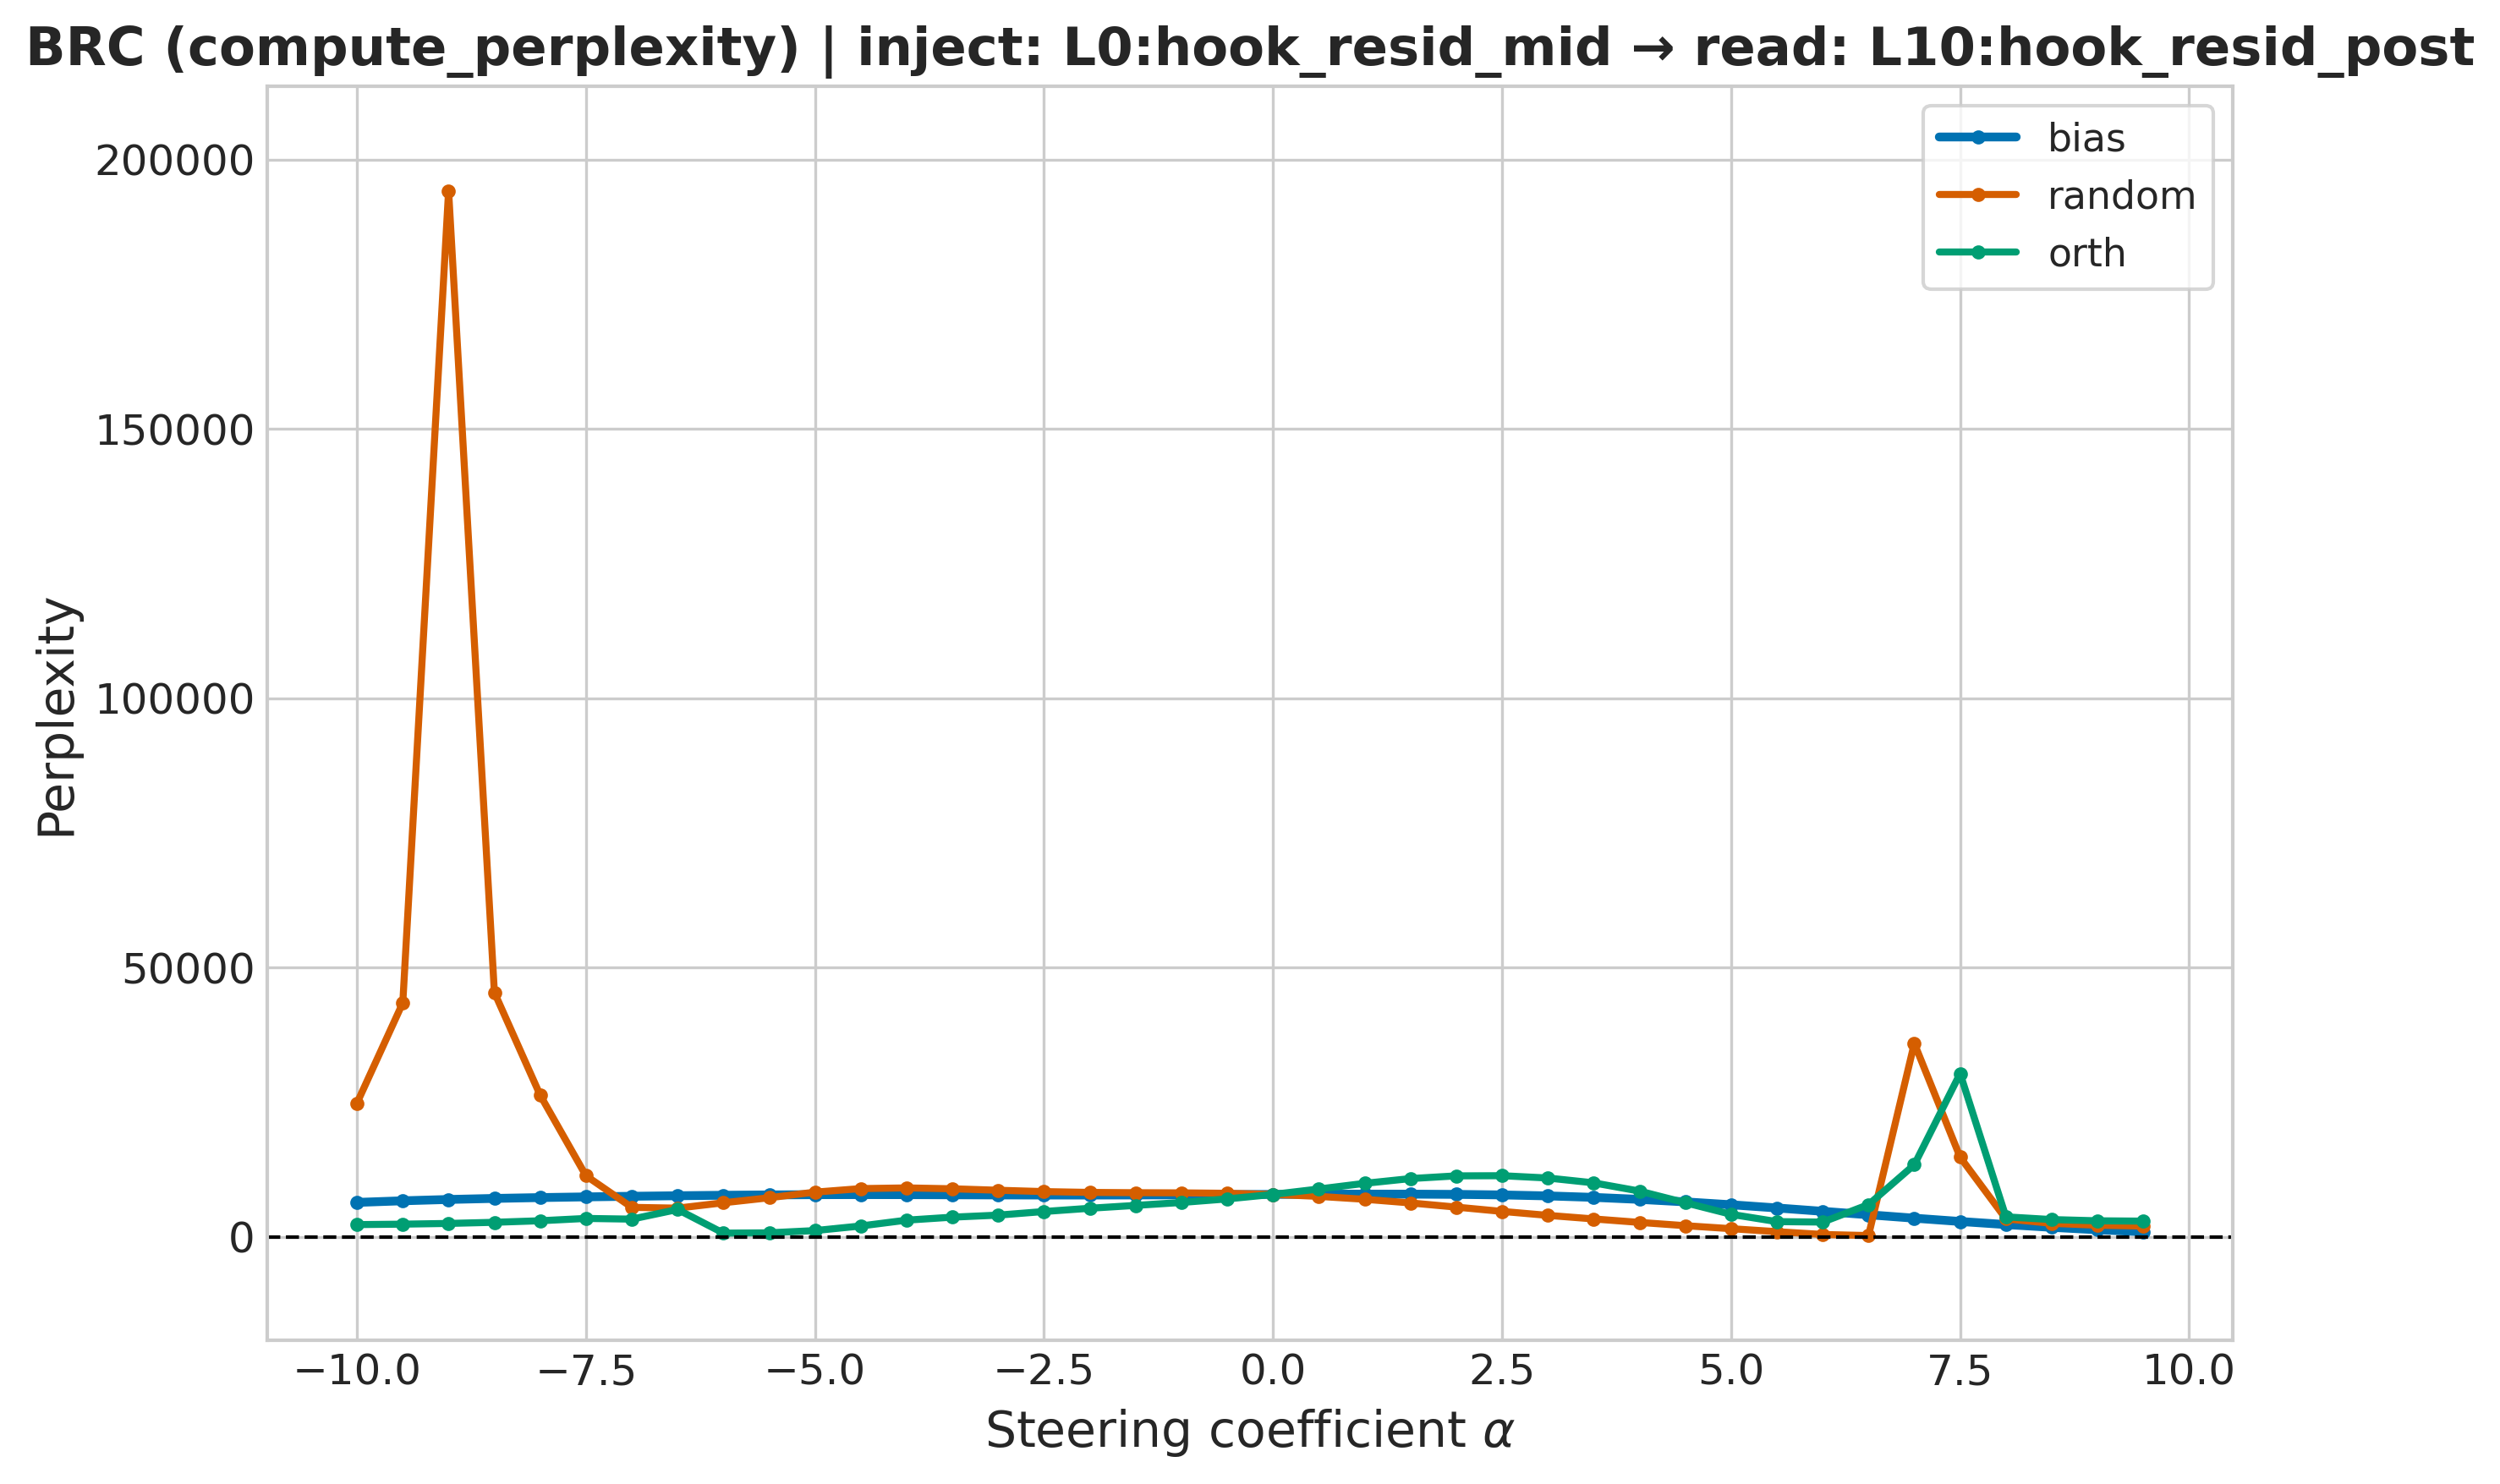 BRC (compute_perplexity) | inject: L0:hook_resid_mid → read: L10:hook_resid_post
bias
random
orth
200000
150000
100000
50000
0
Perplexity
−10.0 −7.5 −5.0 −2.5 0.0 2.5 5.0 7.5 10.0
Steering coefficient α